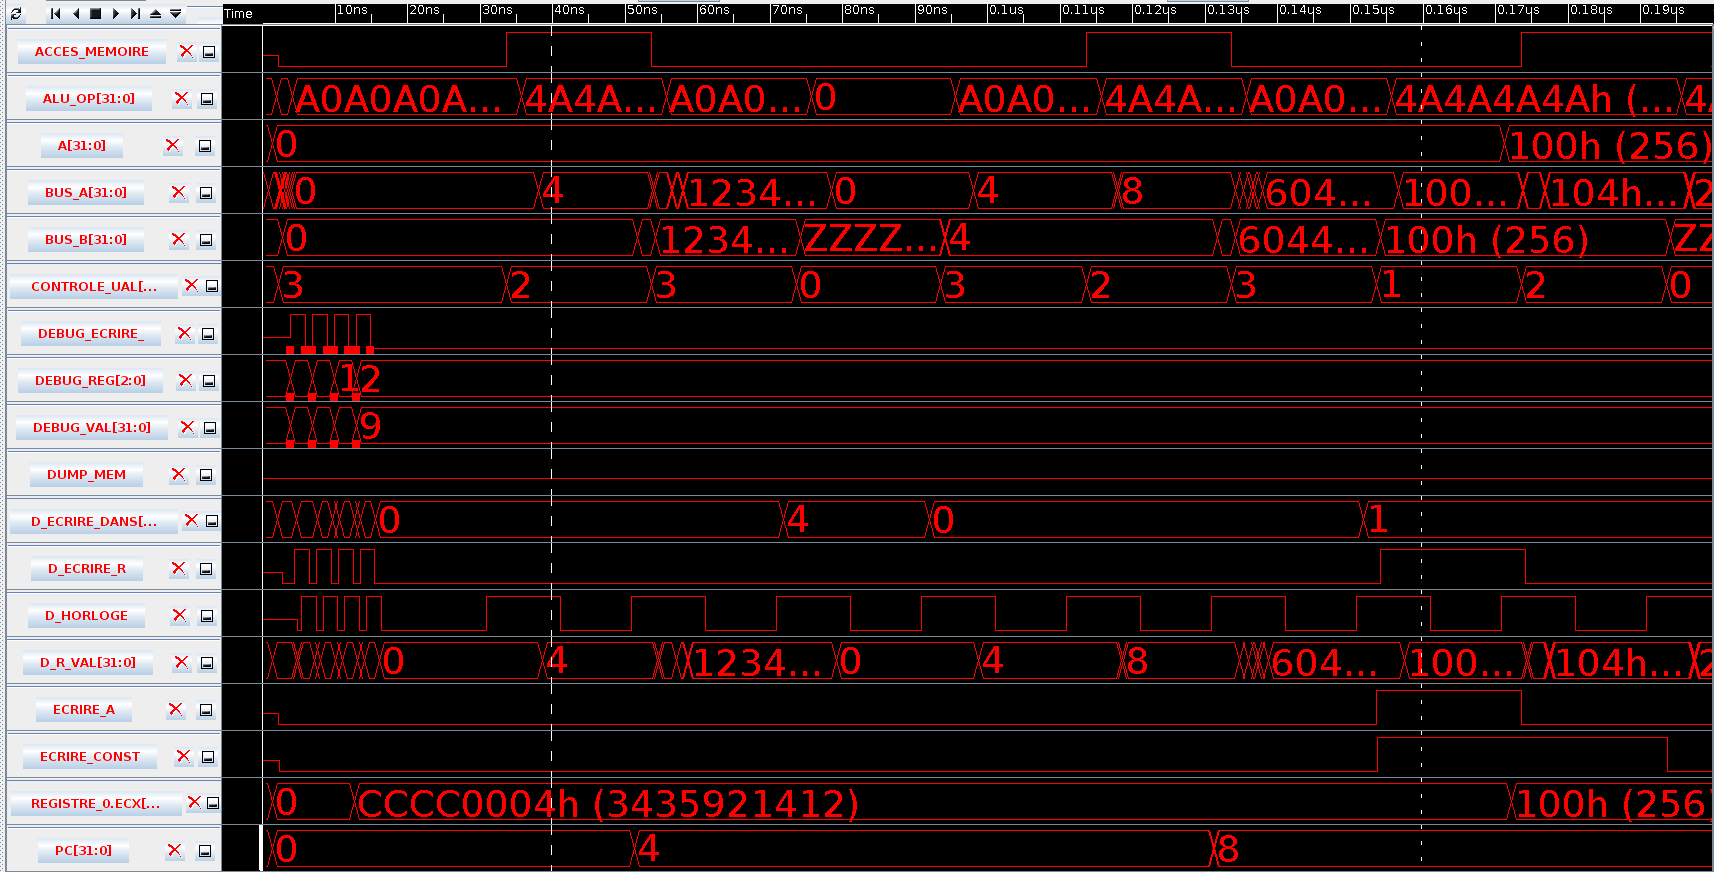 Time 10ns 20ns 30ns 40ns 50ns 60ns 70ns 80ns 90ns 0.1us 0.11us 0.12us 0.13us 0.14us 0.15us 0.16us 0.17us 0.18us 0.19us
ACCES_MEMOIRE
ALU_OP[31:0] A0A0A0A... 4A4A... A0A0... 0 A0A0... 4A4A... A0A0... 4A4A4A4Ah (... 4
A[31:0] 0 100h (256)
BUS_A[31:0] 0 4 1234... 0 4 8 604... 100... 104h... 2
BUS_B[31:0] 0 1234... ZZZZ... 4 6044... 100h (256) ZZ
CONTROLE_UAL[... 3 2 3 0 3 2 3 1 2 0
DEBUG_ECRIRE_
DEBUG_REG[2:0] 1 2
DEBUG_VAL[31:0] 9
DUMP_MEM
D_ECRIRE_DANS[... 0 4 0 1
D_ECRIRE_R
D_HORLOGE
D_R_VAL[31:0] 0 4 1234... 0 4 8 604... 100... 104h... 2
ECRIRE_A
ECRIRE_CONST
REGISTRE_0.ECX[... 0 CCCC0004h (3435921412) 100h (256
PC[31:0] 0 4 8